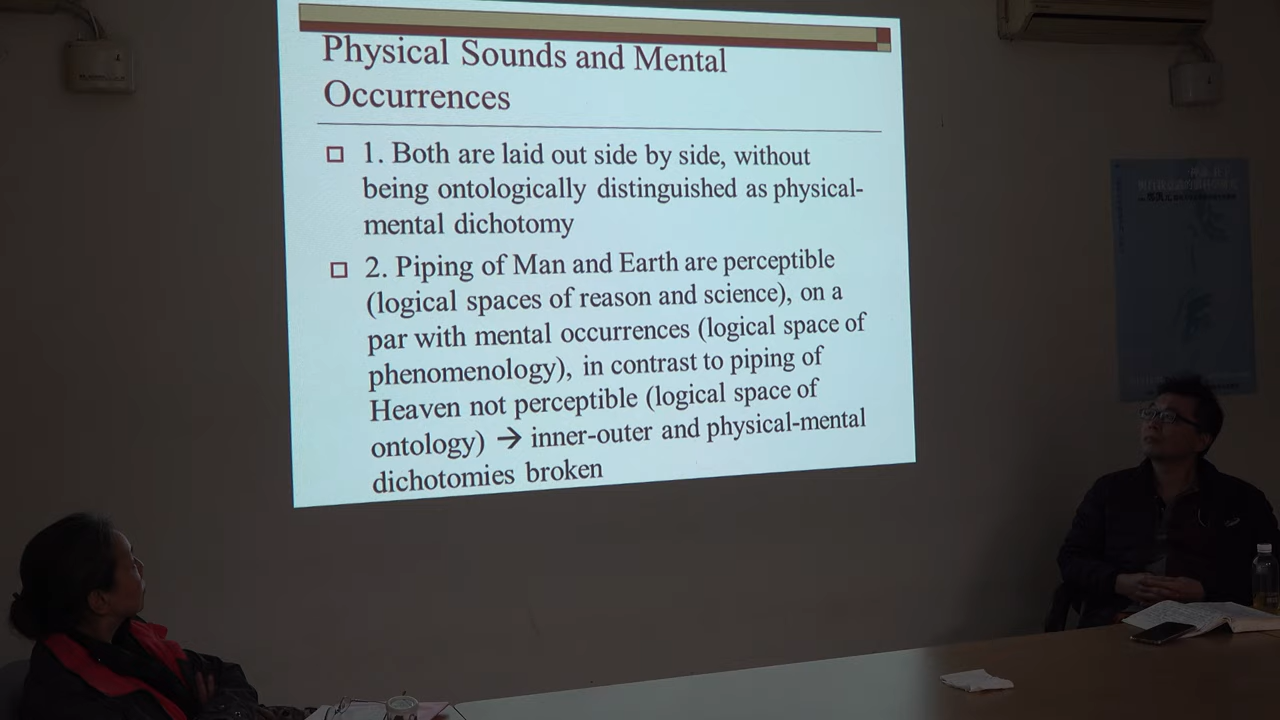 Physical Sounds and Mental
Occurrences
1. Both are laid out side by side, without
being ontologically distinguished as physical-
mental dichotomy
2. Piping of Man and Earth are perceptible
(logical spaces of reason and science), on a
par with mental occurrences (logical space of
phenomenology), in contrast to piping of
Heaven not perceptible (logical space of
ontology) → inner-outer and physical-mental
dichotomies broken